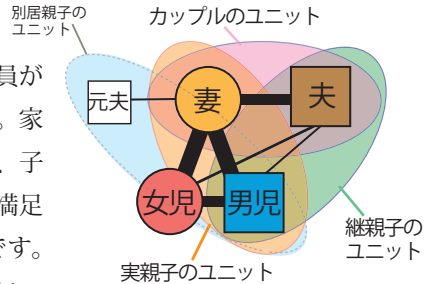 別居親子の
ユニット
カップルのユニット
員が
。家
、子
満足
です。
元夫
妻
夫
女児
男児
継親子の
ユニット
実親子のユニット